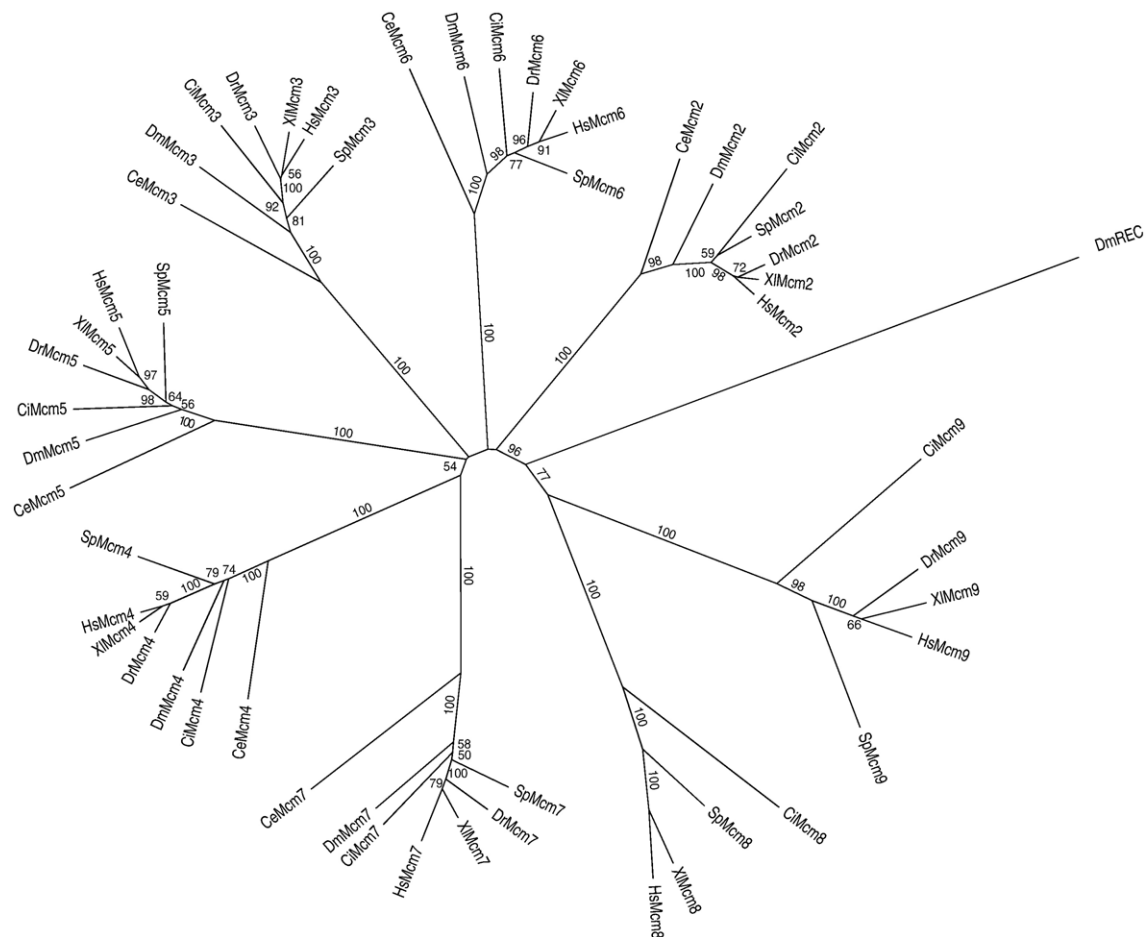 CeMcm6
DmMcm6
CiMcm6
DrMcm6
XlMcm6
HsMcm6
SpMcm6
100
98
77
96
91
100
CiMcm3
DrMcm3
XlMcm3
HsMcm3
SpMcm3
DmMcm3
CeMcm3
56
100
92
81
100
100
CeMcm2
DmMcm2
CiMcm2
SpMcm2
DrMcm2
XlMcm2
HsMcm2
98
100
59
98
72
100
DmREC
96
77
HsMcm5
SpMcm5
XlMcm5
DrMcm5
CiMcm5
DmMcm5
CeMcm5
97
98
64
56
100
100
54
CiMcm9
DrMcm9
XlMcm9
HsMcm9
SpMcm9
100
98
100
66
SpMcm4
HsMcm4
XlMcm4
DrMcm4
DmMcm4
CiMcm4
CeMcm4
59
100
79
74
100
100
CeMcm7
DmMcm7
CiMcm7
HsMcm7
XlMcm7
DrMcm7
SpMcm7
100
100
58
50
100
79
HsMcm8
XlMcm8
SpMcm8
CiMcm8
100
100
100